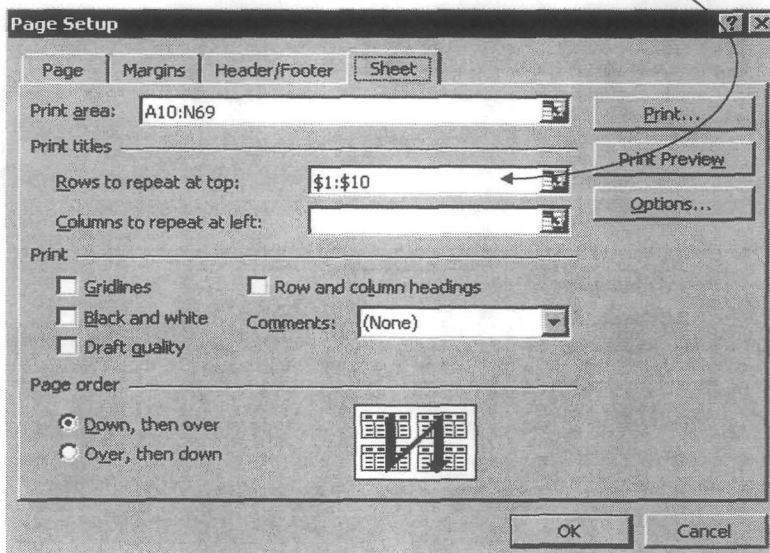 Page Setup
Page Margins Header/Footer Sheet
Print area: A10:N69 Print...
Print titles Print Preview
Rows to repeat at top: $1:$10
Columns to repeat at left: Options...
Print
Gridlines Row and column headings
Black and white Comments: (None)
Draft quality
Page order
Down, then over
Over, then down
OK Cancel